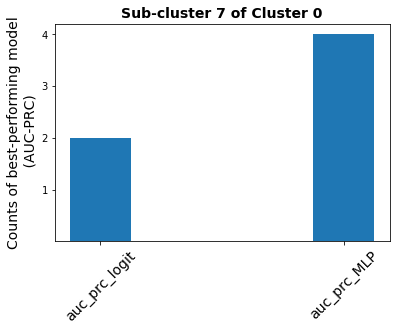 Sub-cluster 7 of Cluster 0
Counts of best-performing model
(AUC-PRC)
4
3
2
1
auc_prc_logit
auc_prc_MLP